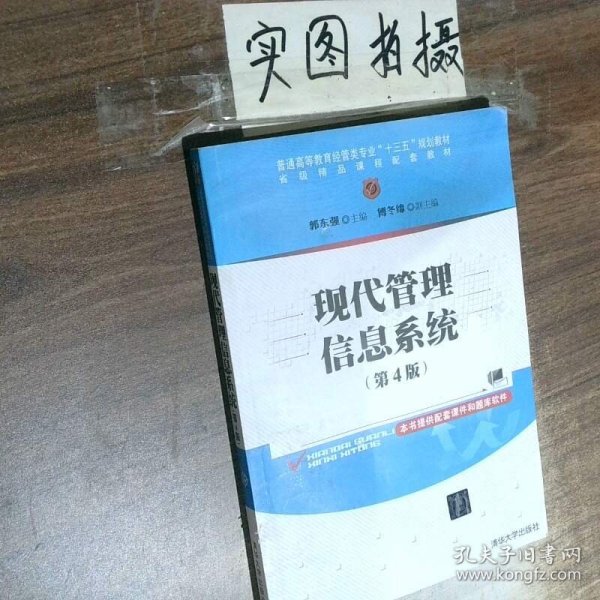 实图拍摄
普通高等教育经管类专业“十三五”规划教材
省级精品课程配套教材
郭东强 ◎主编 傅冬绵 ◎副主编
现代管理
信息系统
（第4版）
本书提供配套课件和题库软件
XIANDAI GUANLI
XINXI XITONG
清华大学出版社
孔夫子旧书网
www.kongfz.com